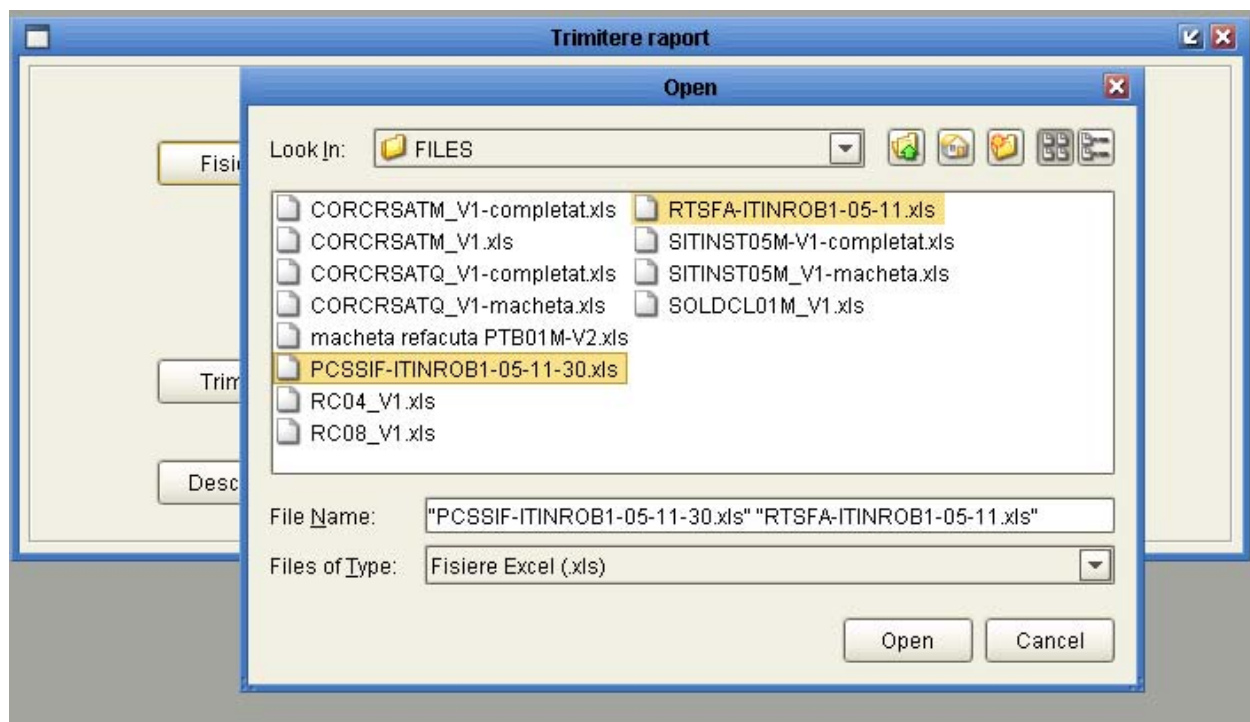 Trimitere raport
Open
Look In: FILES
CORCRSATM_V1-completat.xls
CORCRSATM_V1.xls
CORCRSATQ_V1-completat.xls
CORCRSATQ_V1-macheta.xls
macheta refacuta PTB01M-V2.xls
PCSSIF-ITINROB1-05-11-30.xls
RC04_V1.xls
RC08_V1.xls
RTSFA-ITINROB1-05-11.xls
SITINST05M-V1-completat.xls
SITINST05M_V1-macheta.xls
SOLDCL01M_V1.xls
File Name: "PCSSIF-ITINROB1-05-11-30.xls" "RTSFA-ITINROB1-05-11.xls"
Files of Type: Fisiere Excel (.xls)
Open Cancel